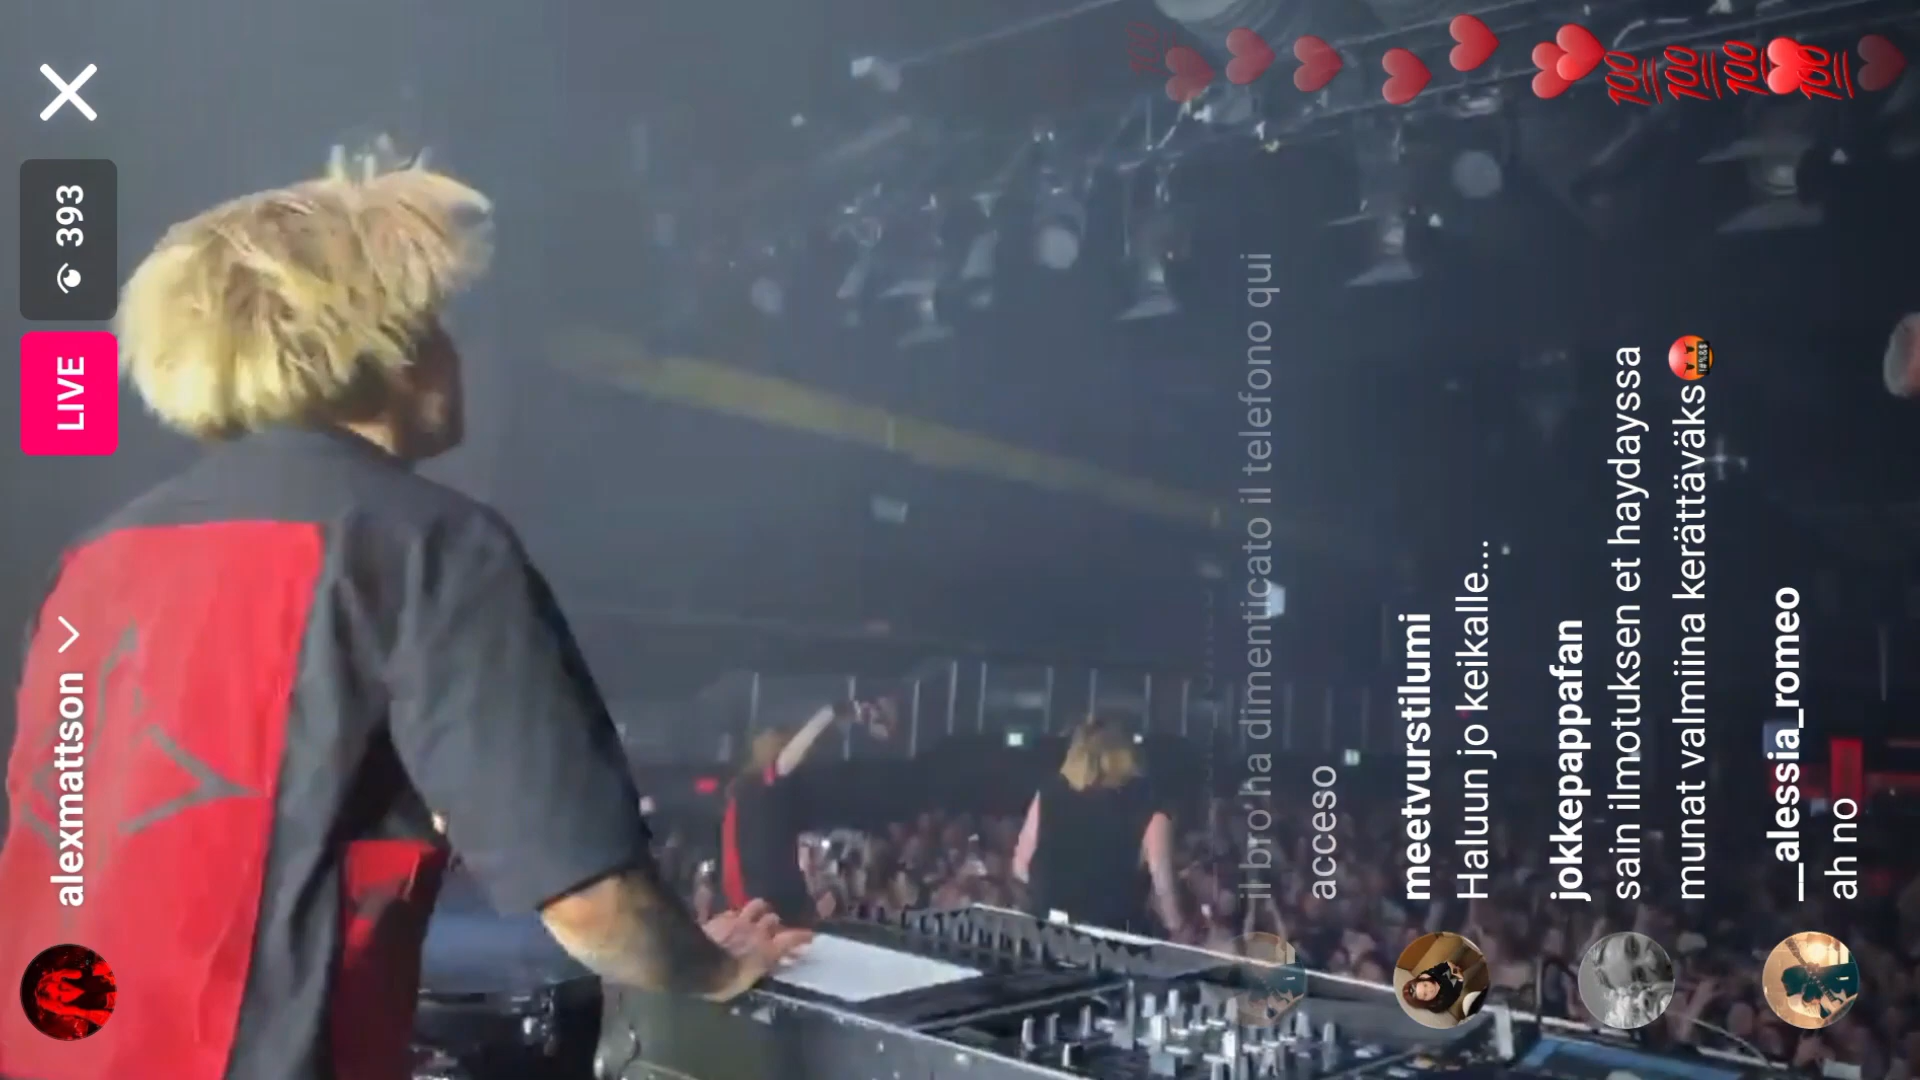 alexmattson
LIVE
393
il bro' ha dimenticato il telefono qui
acceso
meetvurstilumi
Haluun jo keikalle...
jokkepappafan
sain ilmotuksen et haydayssa
munat valmiina kerättäväks🤬
__alessia_romeo
ah no